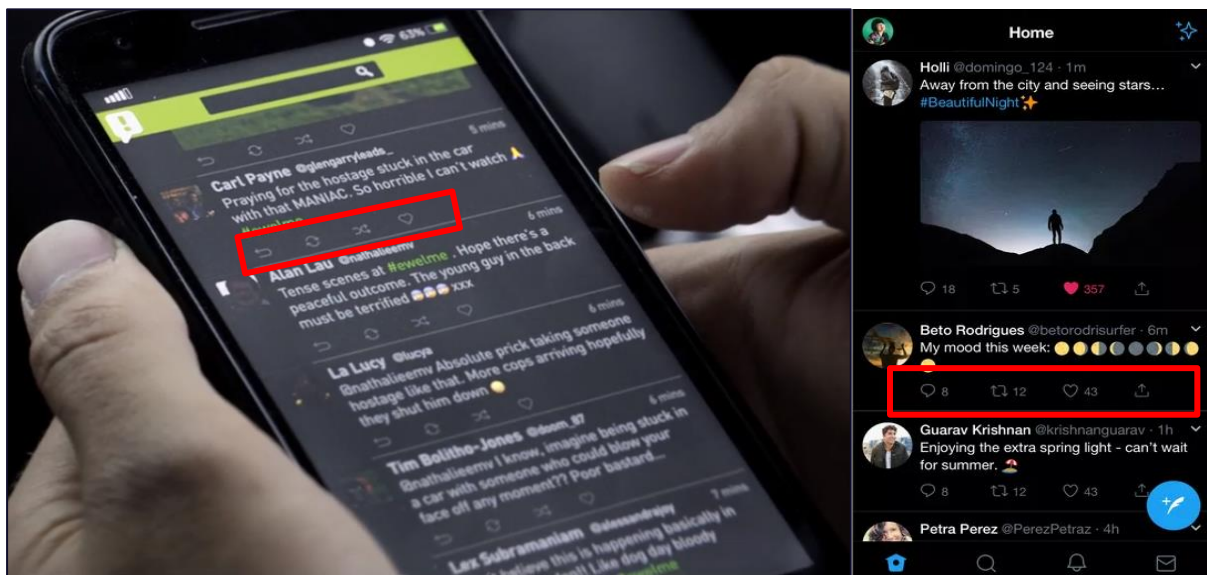 63%
5 mins
Carl Payne @glengarryleads_
Praying for the hostage stuck in the car
with that MANIAC. So horrible I can't watch 🙏
#ewelme
6 mins
Alan Lau @nathalieemv
Tense scenes at #ewelme . Hope there's a
peaceful outcome. The young guy in the back
must be terrified 😱😱😱 xxx
6 mins
La Lucy @lucya
@nathalieemv Absolute prick taking someone
hostage like that. More cops arriving hopefully
they shut him down
6 mins
Tim Bolitho-Jones @doom_87
@nathalieemv I know, imagine being stuck in
a car with someone who could blow your
face off any moment?? Poor bastard...
7 mins
Lex Subramaniam @alessandrajoy
believe this is happening basically in
Like dog day bloody
Home
Holli @domingo_124 · 1m
Away from the city and seeing stars...
#BeautifulNight✨
18 5 357
Beto Rodrigues @betorodrisurfer · 6m
My mood this week: 🌕🌖🌗🌘🌑🌒🌓🌔
🌕
8 12 43
Guarav Krishnan @krishnanguarav · 1h
Enjoying the extra spring light - can't wait
for summer. 🏖️
8 12 43
Petra Perez @PerezPetraz · 4h